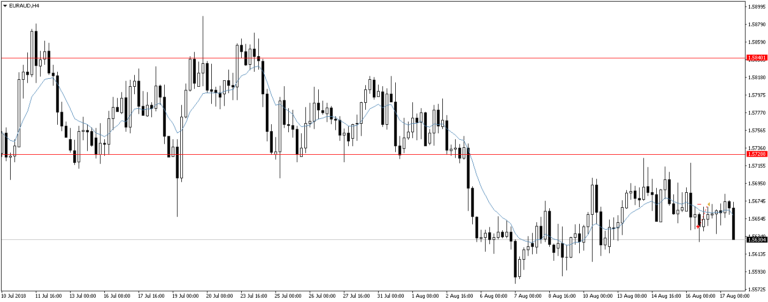 EURAUD,H4
1.58995
1.58790
1.58590
1.58401
1.58180
1.57975
1.57770
1.57565
1.57360
1.57155
1.56950
1.56745
1.56540
1.56135
1.55930
1.55725
10 Jul 2018
11 Jul 16:00
13 Jul 00:00
16 Jul 08:00
17 Jul 16:00
19 Jul 00:00
20 Jul 08:00
23 Jul 16:00
25 Jul 00:00
26 Jul 08:00
27 Jul 16:00
31 Jul 00:00
1 Aug 08:00
2 Aug 16:00
6 Aug 00:00
7 Aug 08:00
8 Aug 16:00
10 Aug 00:00
13 Aug 08:00
14 Aug 16:00
16 Aug 00:00
17 Aug 08:00